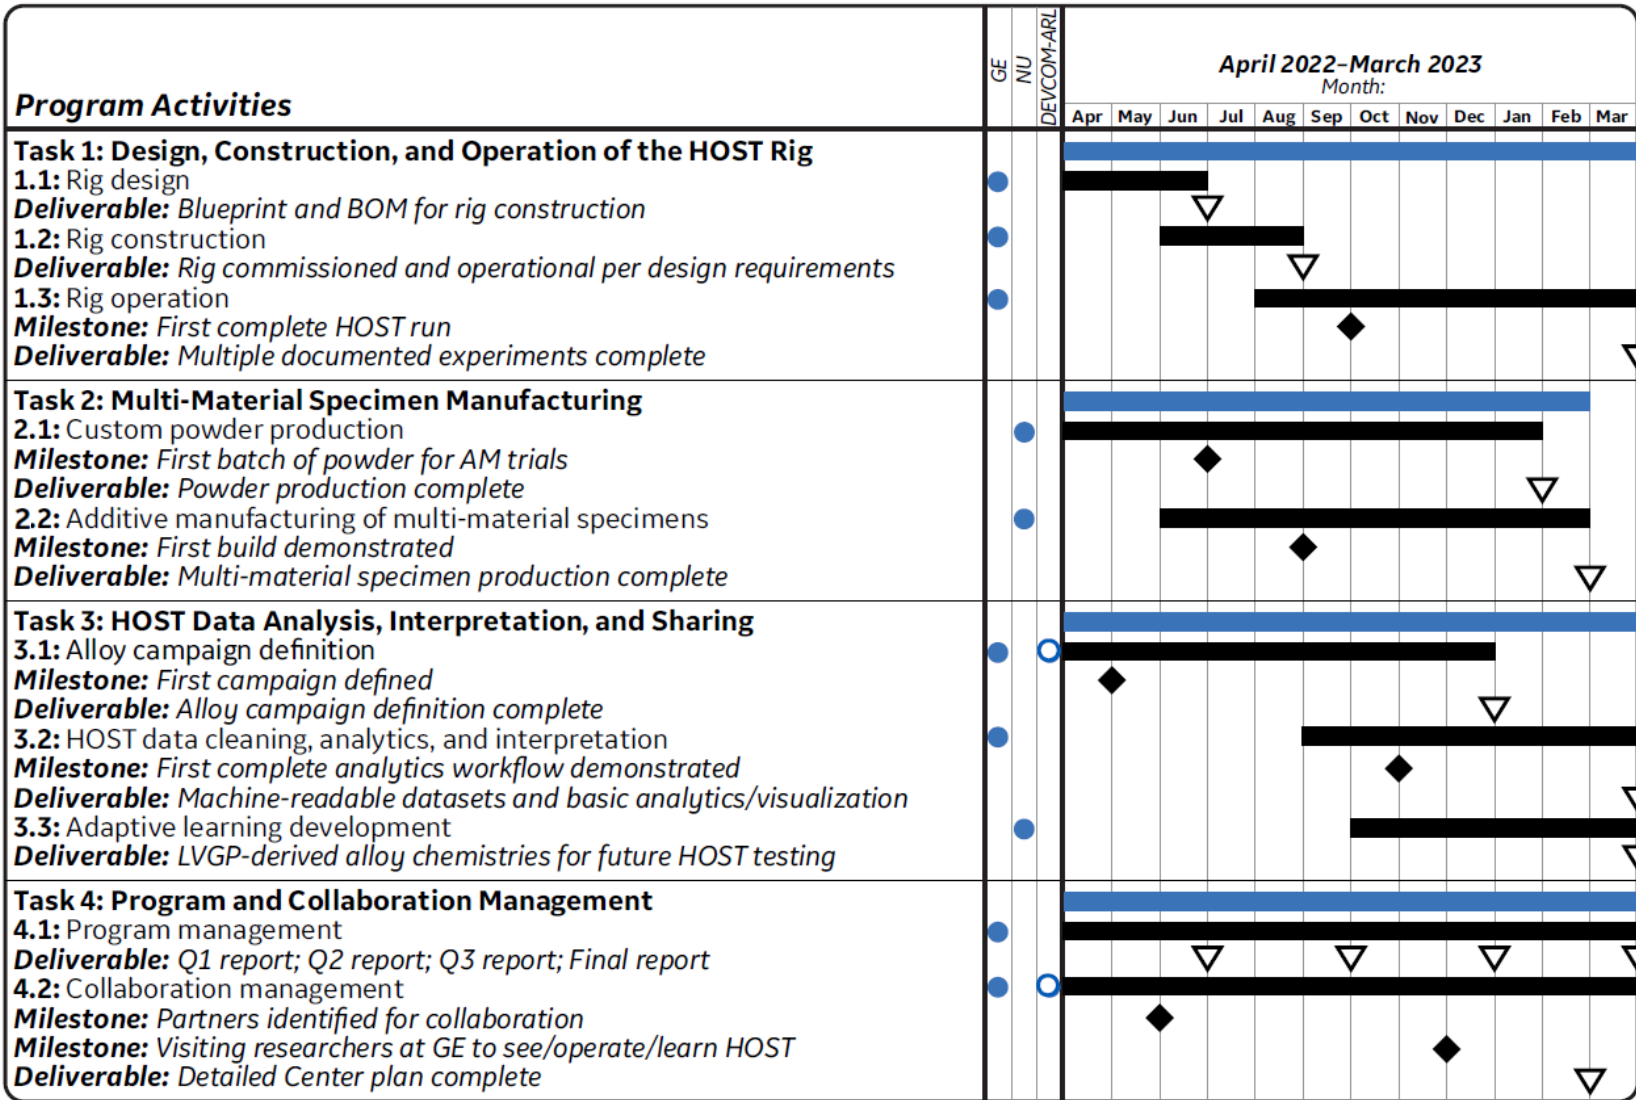 Program Activities
GE
NU
DEVCOM-ARL
April 2022–March 2023
Month:
Apr May Jun Jul Aug Sep Oct Nov Dec Jan Feb Mar
Task 1: Design, Construction, and Operation of the HOST Rig
1.1: Rig design
Deliverable: Blueprint and BOM for rig construction
1.2: Rig construction
Deliverable: Rig commissioned and operational per design requirements
1.3: Rig operation
Milestone: First complete HOST run
Deliverable: Multiple documented experiments complete
Task 2: Multi-Material Specimen Manufacturing
2.1: Custom powder production
Milestone: First batch of powder for AM trials
Deliverable: Powder production complete
2.2: Additive manufacturing of multi-material specimens
Milestone: First build demonstrated
Deliverable: Multi-material specimen production complete
Task 3: HOST Data Analysis, Interpretation, and Sharing
3.1: Alloy campaign definition
Milestone: First campaign defined
Deliverable: Alloy campaign definition complete
3.2: HOST data cleaning, analytics, and interpretation
Milestone: First complete analytics workflow demonstrated
Deliverable: Machine-readable datasets and basic analytics/visualization
3.3: Adaptive learning development
Deliverable: LVGP-derived alloy chemistries for future HOST testing
Task 4: Program and Collaboration Management
4.1: Program management
Deliverable: Q1 report; Q2 report; Q3 report; Final report
4.2: Collaboration management
Milestone: Partners identified for collaboration
Milestone: Visiting researchers at GE to see/operate/learn HOST
Deliverable: Detailed Center plan complete